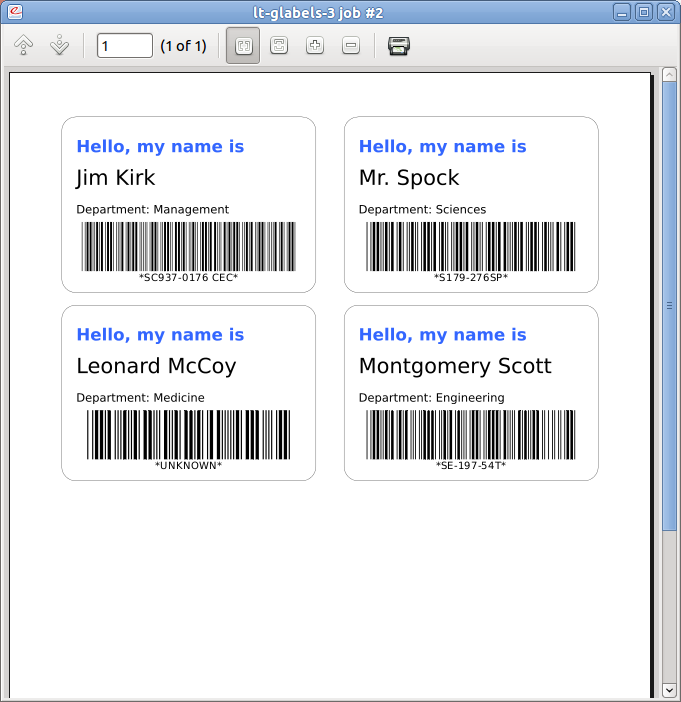 lt-glabels-3 job #2
1 (1 of 1)
Hello, my name is
Jim Kirk
Department: Management
*SC937-0176 CEC*
Hello, my name is
Mr. Spock
Department: Sciences
*S179-276SP*
Hello, my name is
Leonard McCoy
Department: Medicine
*UNKNOWN*
Hello, my name is
Montgomery Scott
Department: Engineering
*SE-197-54T*